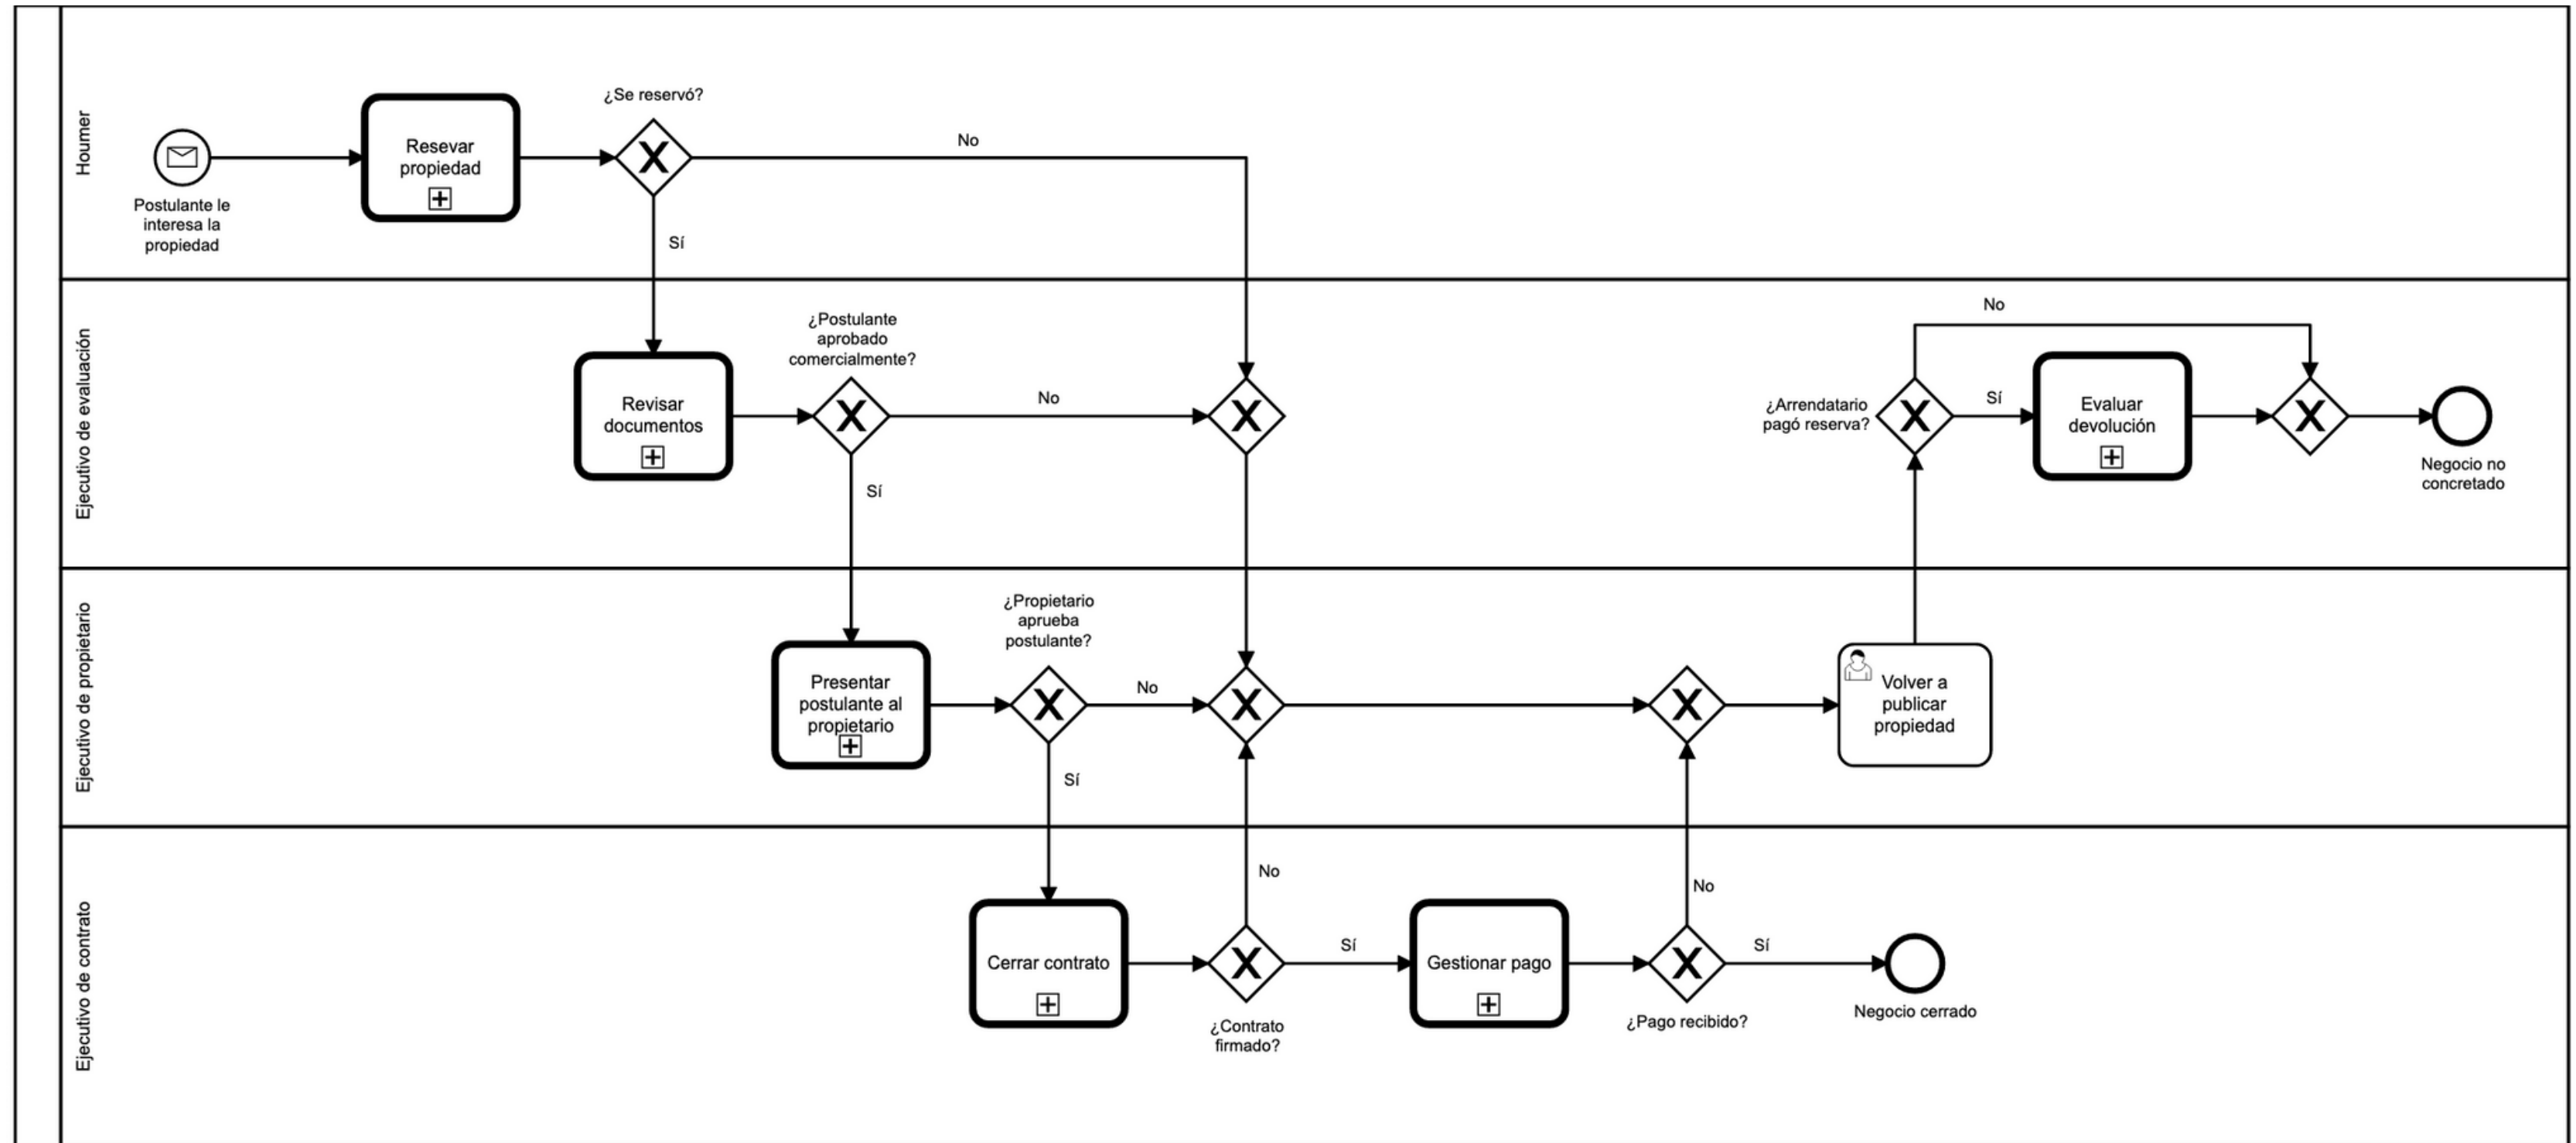 Houmer
Postulante le
interesa la
propiedad
Resevar
propiedad
¿Se reservó?
No
Sí
Ejecutivo de evaluación
Revisar
documentos
¿Postulante
aprobado
comercialmente?
No
Sí
¿Arrendatario
pagó reserva?
No
Sí
Evaluar
devolución
Negocio no
concretado
Ejecutivo de propietario
Presentar
postulante al
propietario
¿Propietario
aprueba
postulante?
No
Sí
Volver a
publicar
propiedad
Ejecutivo de contrato
Cerrar contrato
No
¿Contrato
firmado?
Sí
Gestionar pago
No
¿Pago recibido?
Sí
Negocio cerrado